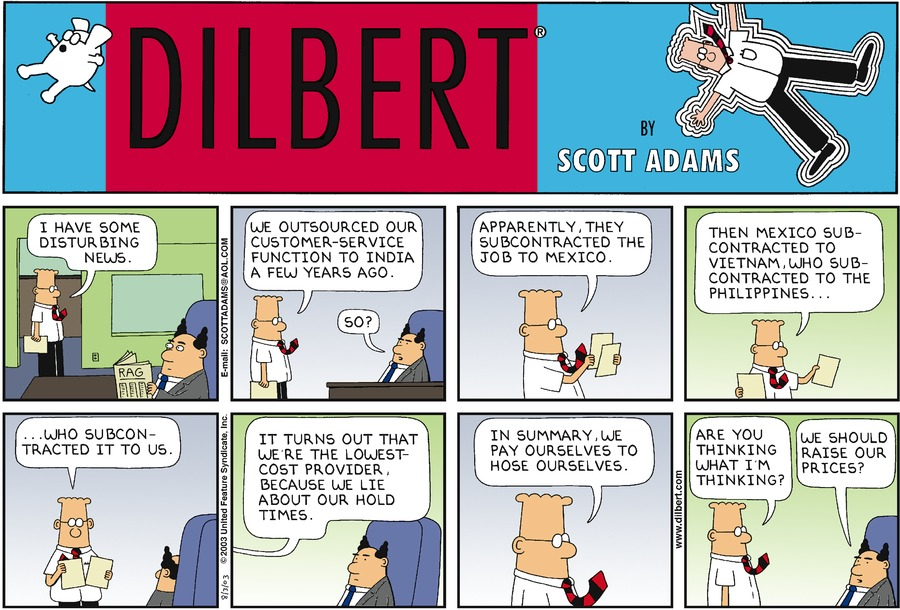 DILBERT®
BY
SCOTT ADAMS
I HAVE SOME
DISTURBING
NEWS.
RAG
E-mail: SCOTTADAMS@AOL.COM
WE OUTSOURCED OUR
CUSTOMER-SERVICE
FUNCTION TO INDIA
A FEW YEARS AGO.
SO?
APPARENTLY, THEY
SUBCONTRACTED THE
JOB TO MEXICO.
THEN MEXICO SUB-
CONTRACTED TO
VIETNAM, WHO SUB-
CONTRACTED TO THE
PHILIPPINES...
...WHO SUBCON-
TRACTED IT TO US.
8/3/03 ©2003 United Feature Syndicate, Inc.
IT TURNS OUT THAT
WE'RE THE LOWEST-
COST PROVIDER,
BECAUSE WE LIE
ABOUT OUR HOLD
TIMES.
IN SUMMARY, WE
PAY OURSELVES TO
HOSE OURSELVES.
www.dilbert.com
ARE YOU
THINKING
WHAT I'M
THINKING?
WE SHOULD
RAISE OUR
PRICES?